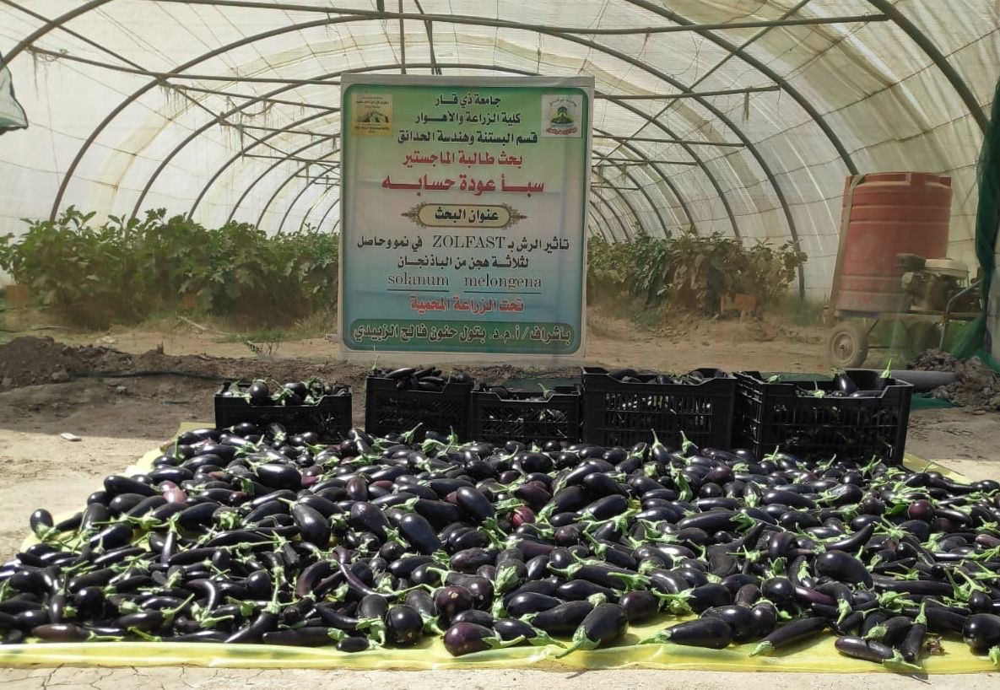 جامعة ذي قار
كلية الزراعة والاهوار
قسم البستنة وهندسة الحدائق
بحث طالبة الماجستير
سبأ عودة حسابه
عنوان البحث
تاثير الرش بـ ZOLFAST في نمو وحاصل
لثلاثة هجن من الباذنجان
solanum melongena
تحت الزراعة المحمية
باشراف / أ.م.د. بتول حنون فالح الزبيدي